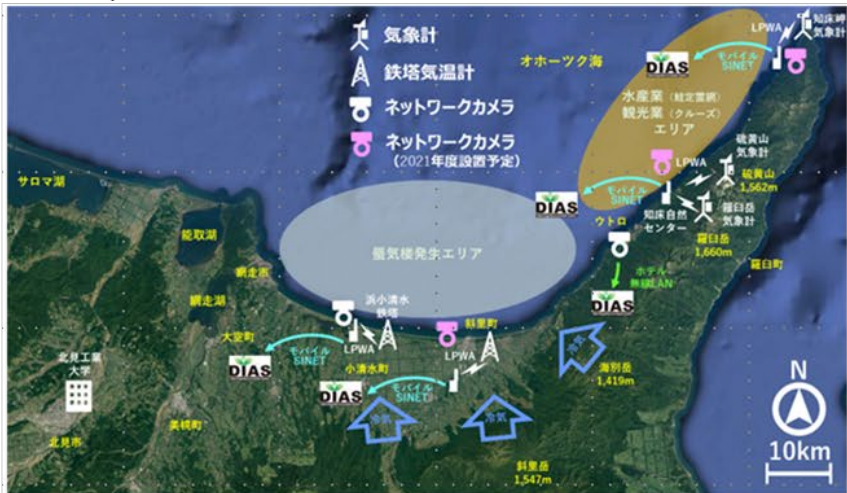 気象計
鉄塔気温計
ネットワークカメラ
ネットワークカメラ
(2021年度設置予定)
オホーツク海
LPWA
知床岬
気象計
DIAS
モバイル
SINET
水産業（鮭定置網）
観光業（クルーズ）
エリア
LPWA
硫黄山
気象計
硫黄山
1,562m
モバイル
SINET
DIAS
知床自然
センター
羅臼岳
気象計
羅臼岳
1,660m
羅臼町
ウトロ
ホテル
無線LAN
DIAS
サロマ湖
能取湖
網走市
網走湖
蜃気楼発生エリア
浜小清水
鉄塔
LPWA
大空町
モバイル
SINET
DIAS
小清水町
斜里町
LPWA
モバイル
SINET
DIAS
冷気
冷気
冷気
海別岳
1,419m
北見工業
大学
北見市
美幌町
斜里岳
1,547m
N
10km